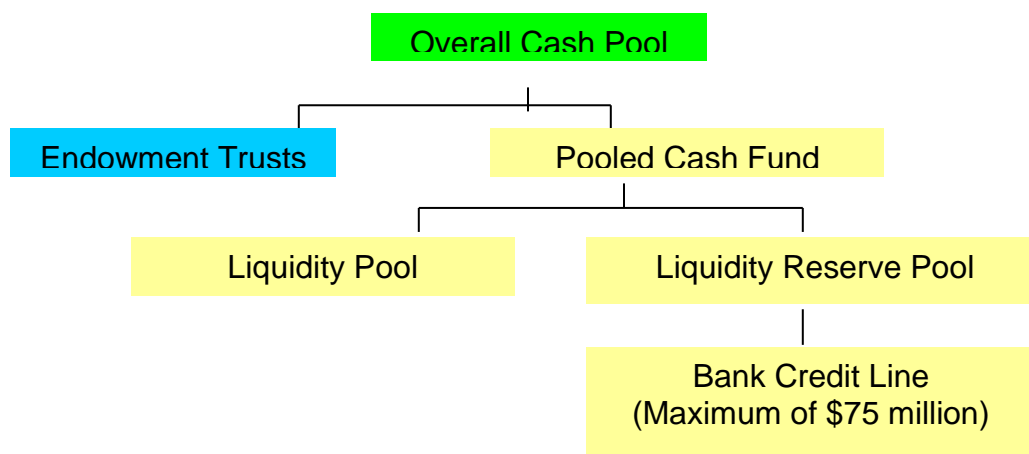 Overall Cash Pool
Endowment Trusts
Pooled Cash Fund
Liquidity Pool
Liquidity Reserve Pool
Bank Credit Line
(Maximum of $75 million)